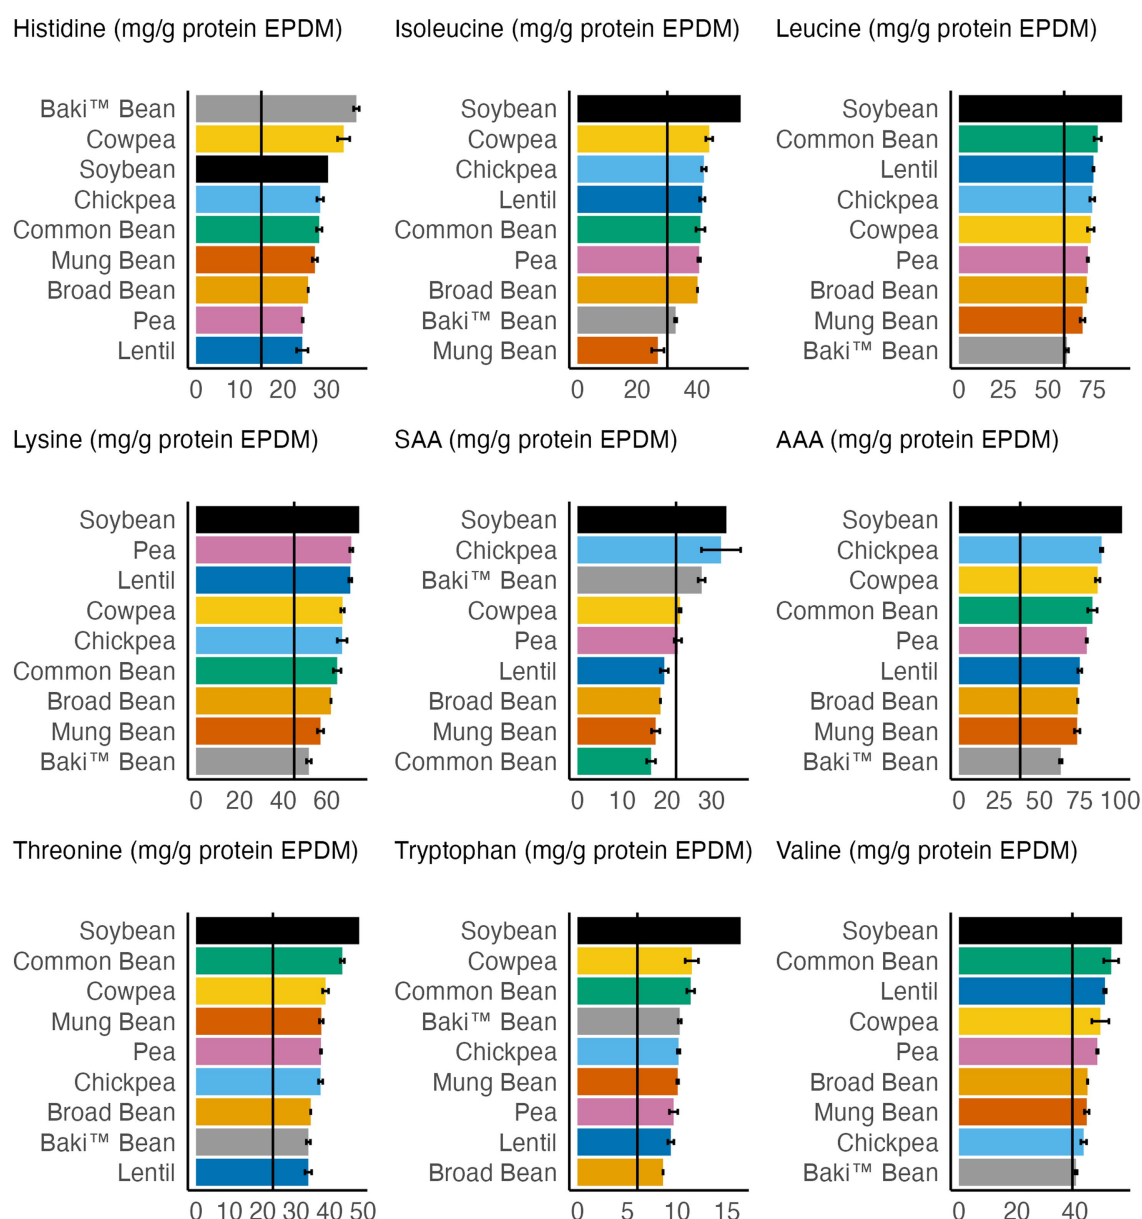 Histidine (mg/g protein EPDM)
Baki™ Bean
Cowpea
Soybean
Chickpea
Common Bean
Mung Bean
Broad Bean
Pea
Lentil
0 10 20 30
Isoleucine (mg/g protein EPDM)
Soybean
Cowpea
Chickpea
Lentil
Common Bean
Pea
Broad Bean
Baki™ Bean
Mung Bean
0 20 40
Leucine (mg/g protein EPDM)
Soybean
Common Bean
Lentil
Chickpea
Cowpea
Pea
Broad Bean
Mung Bean
Baki™ Bean
0 25 50 75
Lysine (mg/g protein EPDM)
Soybean
Pea
Lentil
Cowpea
Chickpea
Common Bean
Broad Bean
Mung Bean
Baki™ Bean
0 20 40 60
SAA (mg/g protein EPDM)
Soybean
Chickpea
Baki™ Bean
Cowpea
Pea
Lentil
Broad Bean
Mung Bean
Common Bean
0 10 20 30
AAA (mg/g protein EPDM)
Soybean
Chickpea
Cowpea
Common Bean
Pea
Lentil
Broad Bean
Mung Bean
Baki™ Bean
0 25 50 75 100
Threonine (mg/g protein EPDM)
Soybean
Common Bean
Cowpea
Mung Bean
Pea
Chickpea
Broad Bean
Baki™ Bean
Lentil
0 10 20 30 40 50
Tryptophan (mg/g protein EPDM)
Soybean
Cowpea
Common Bean
Baki™ Bean
Chickpea
Mung Bean
Pea
Lentil
Broad Bean
0 5 10 15
Valine (mg/g protein EPDM)
Soybean
Common Bean
Lentil
Cowpea
Pea
Broad Bean
Mung Bean
Chickpea
Baki™ Bean
0 20 40